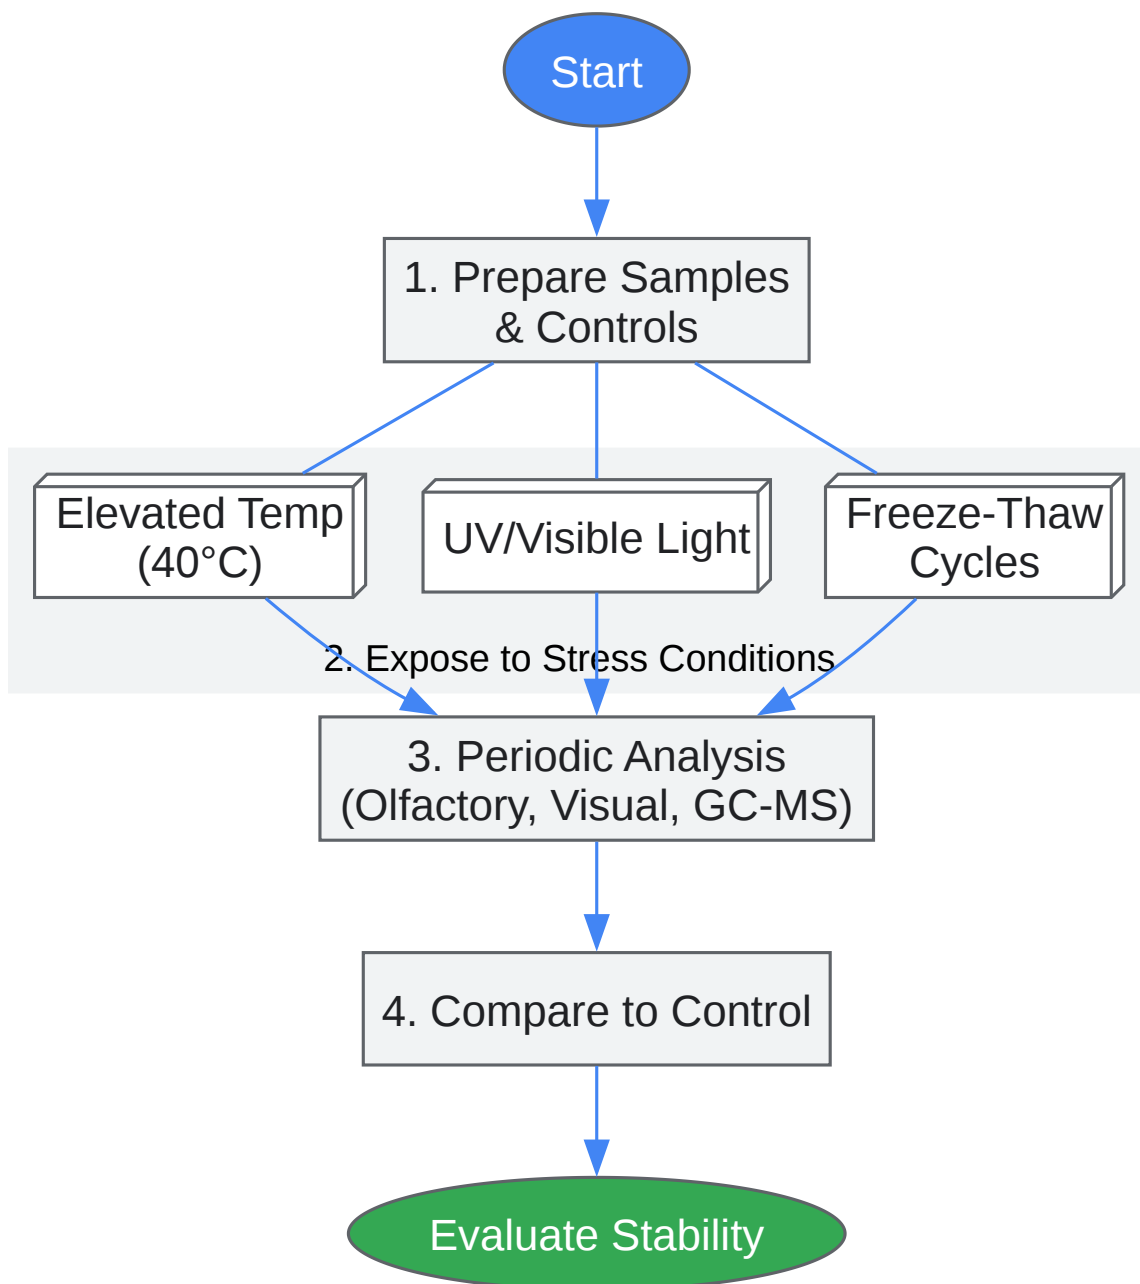 Start
1. Prepare Samples
& Controls
Elevated Temp
(40°C)
UV/Visible Light
Freeze-Thaw
Cycles
2. Expose to Stress Conditions
3. Periodic Analysis
(Olfactory, Visual, GC-MS)
4. Compare to Control
Evaluate Stability